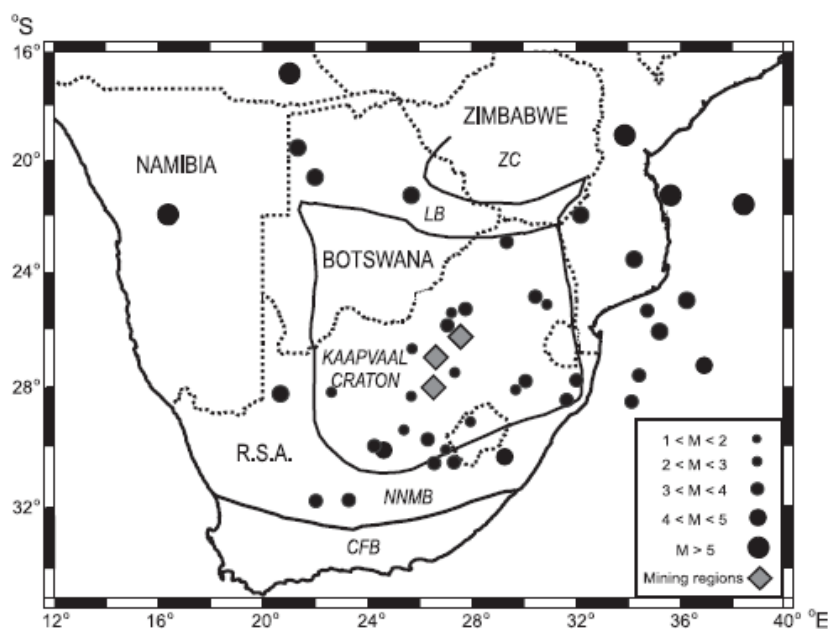 °S
16°
ZIMBABWE
ZC
20°
NAMIBIA
LB
24°
BOTSWANA
KAAPVAAL
CRATON
28°
R.S.A.
NNMB
32°
CFB
1 < M < 2
2 < M < 3
3 < M < 4
4 < M < 5
M > 5
Mining regions
12° 16° 20° 24° 28° 32° 36° 40° °E